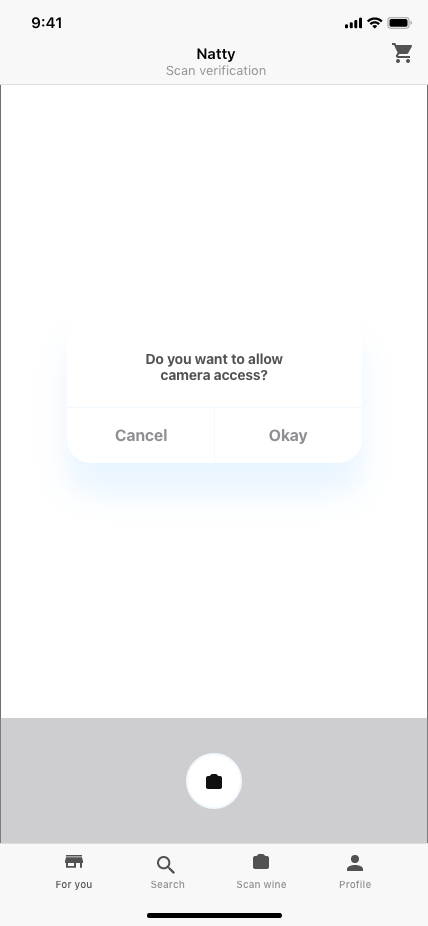 9:41
Natty
Scan verification
Do you want to allow
camera access?
Cancel
Okay
For you
Search
Scan wine
Profile